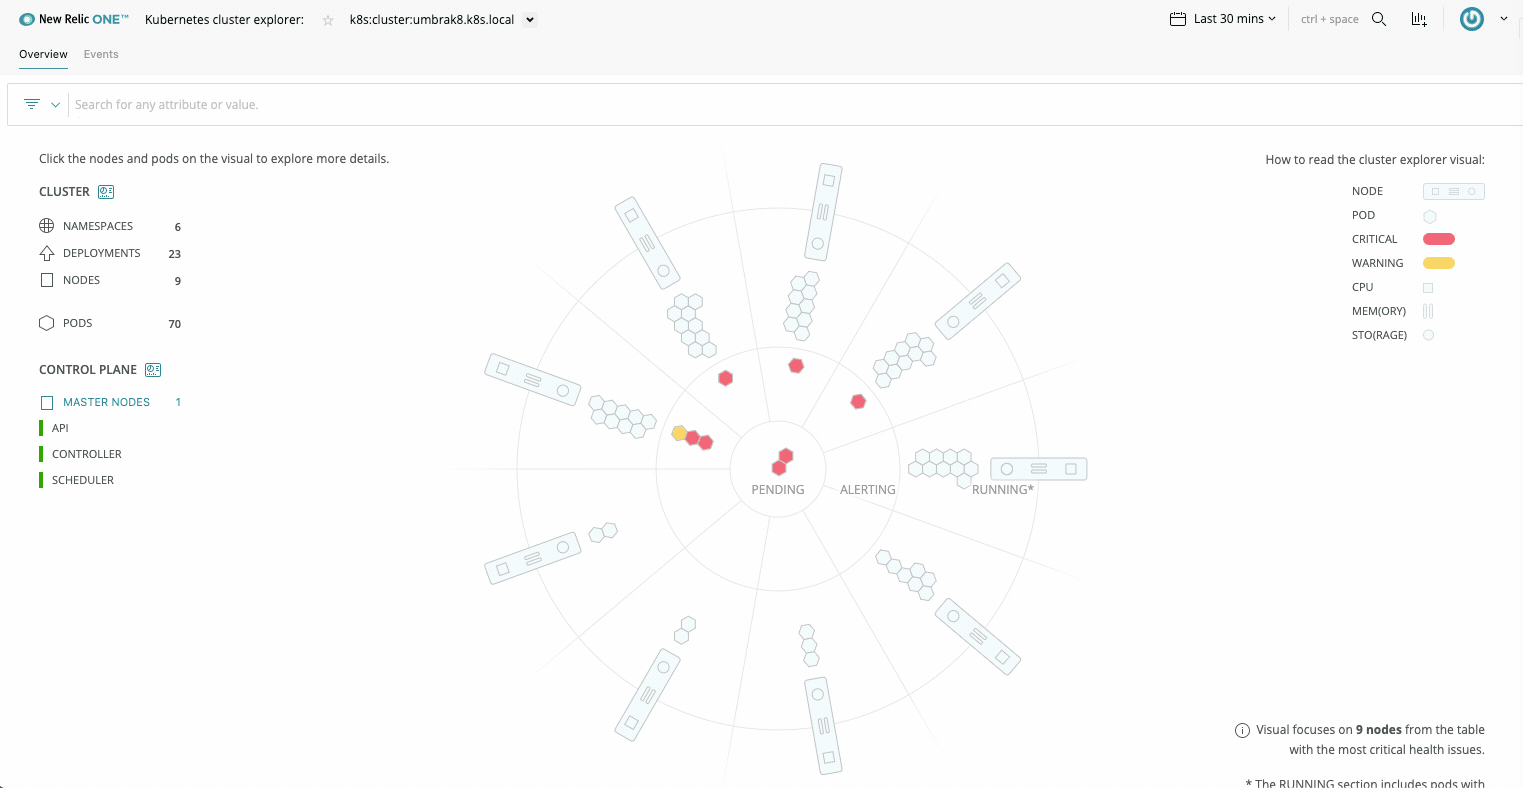 New Relic ONE™ Kubernetes cluster explorer: k8s:cluster:umbrak8.k8s.local Last 30 mins ctrl + space
Overview Events
Search for any attribute or value.
Click the nodes and pods on the visual to explore more details.
CLUSTER
NAMESPACES 6
DEPLOYMENTS 23
NODES 9
PODS 70
CONTROL PLANE
MASTER NODES 1
API
CONTROLLER
SCHEDULER
PENDING ALERTING RUNNING*
How to read the cluster explorer visual:
NODE
POD
CRITICAL
WARNING
CPU
MEM(ORY)
STO(RAGE)
Visual focuses on 9 nodes from the table
with the most critical health issues.
* The RUNNING section includes pods with